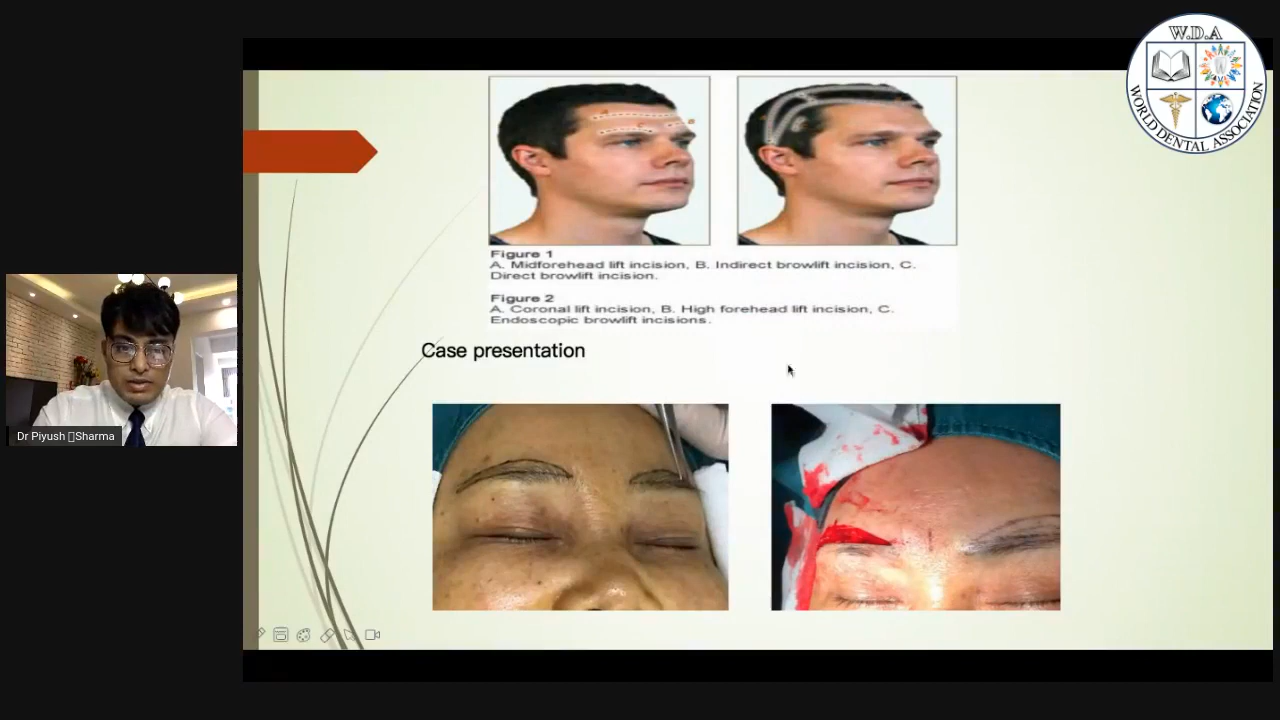 W.D.A
WORLD DENTAL ASSOCIATION
Figure 1
A. Midforehead lift incision, B. Indirect browlift incision, C.
Direct browlift incision.
Figure 2
A. Coronal lift incision, B. High forehead lift incision, C.
Endoscopic browlift incisions.
Case presentation
Dr Piyush Sharma